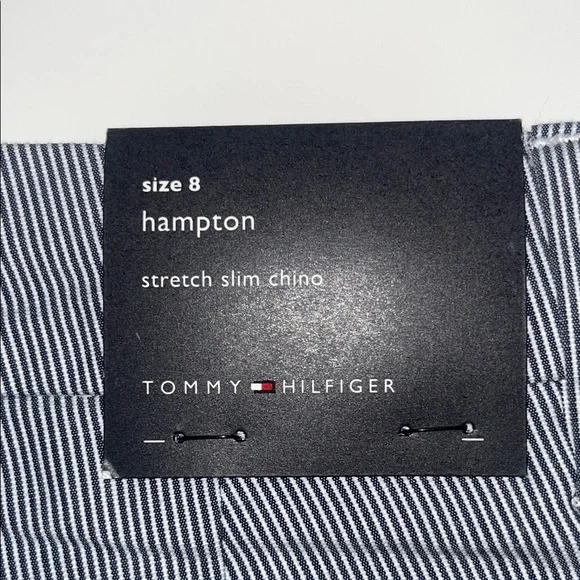 size 8
hampton
stretch slim chino
TOMMY HILFIGER